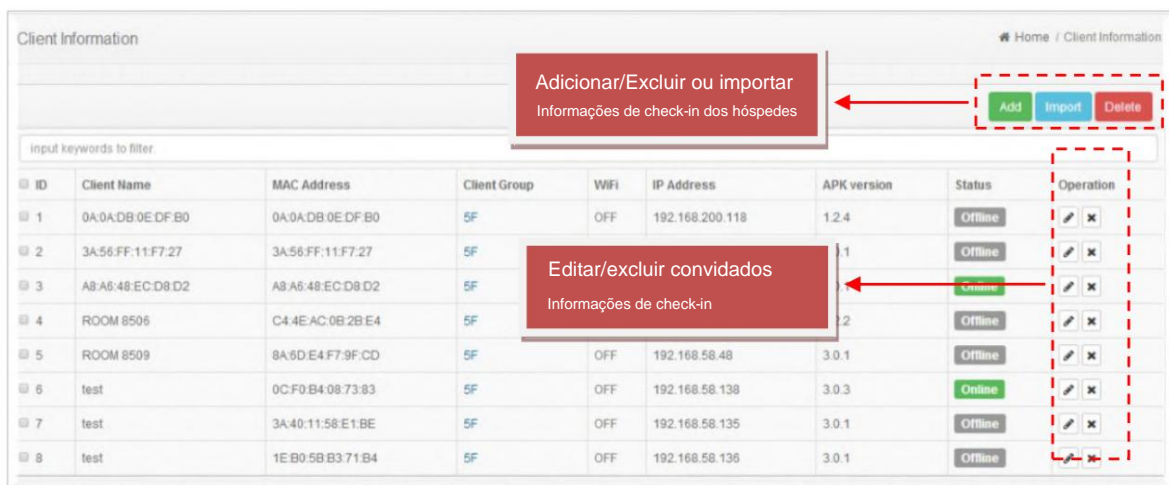 Client Information
Home / Client Information
Adicionar/Excluir ou importar
Informações de check-in dos hóspedes
Add Import Delete
input keywords to filter.
ID Client Name MAC Address Client Group WiFi IP Address APK version Status Operation
1 0A:0A:DB:0E:DF:B0 0A:0A:DB:0E:DF:B0 5F OFF 192.168.200.118 1.2.4 Offline
2 3A:56:FF:11:F7:27 3A:56:FF:11:F7:27 5F Offline
Editar/excluir convidados
Informações de check-in
3 A8:A6:48:EC:D8:D2 A8:A6:48:EC:D8:D2 5F Online
4 ROOM 8506 C4:4E:AC:0B:2B:E4 5F Offline
5 ROOM 8509 8A:6D:E4:F7:9F:CD 5F OFF 192.168.58.48 3.0.1 Offline
6 test 0C:F0:B4:08:73:83 5F OFF 192.168.58.138 3.0.3 Online
7 test 3A:40:11:58:E1:BE 5F OFF 192.168.58.135 3.0.1 Offline
8 test 1E:B0:5B:B3:71:B4 5F OFF 192.168.58.136 3.0.1 Offline